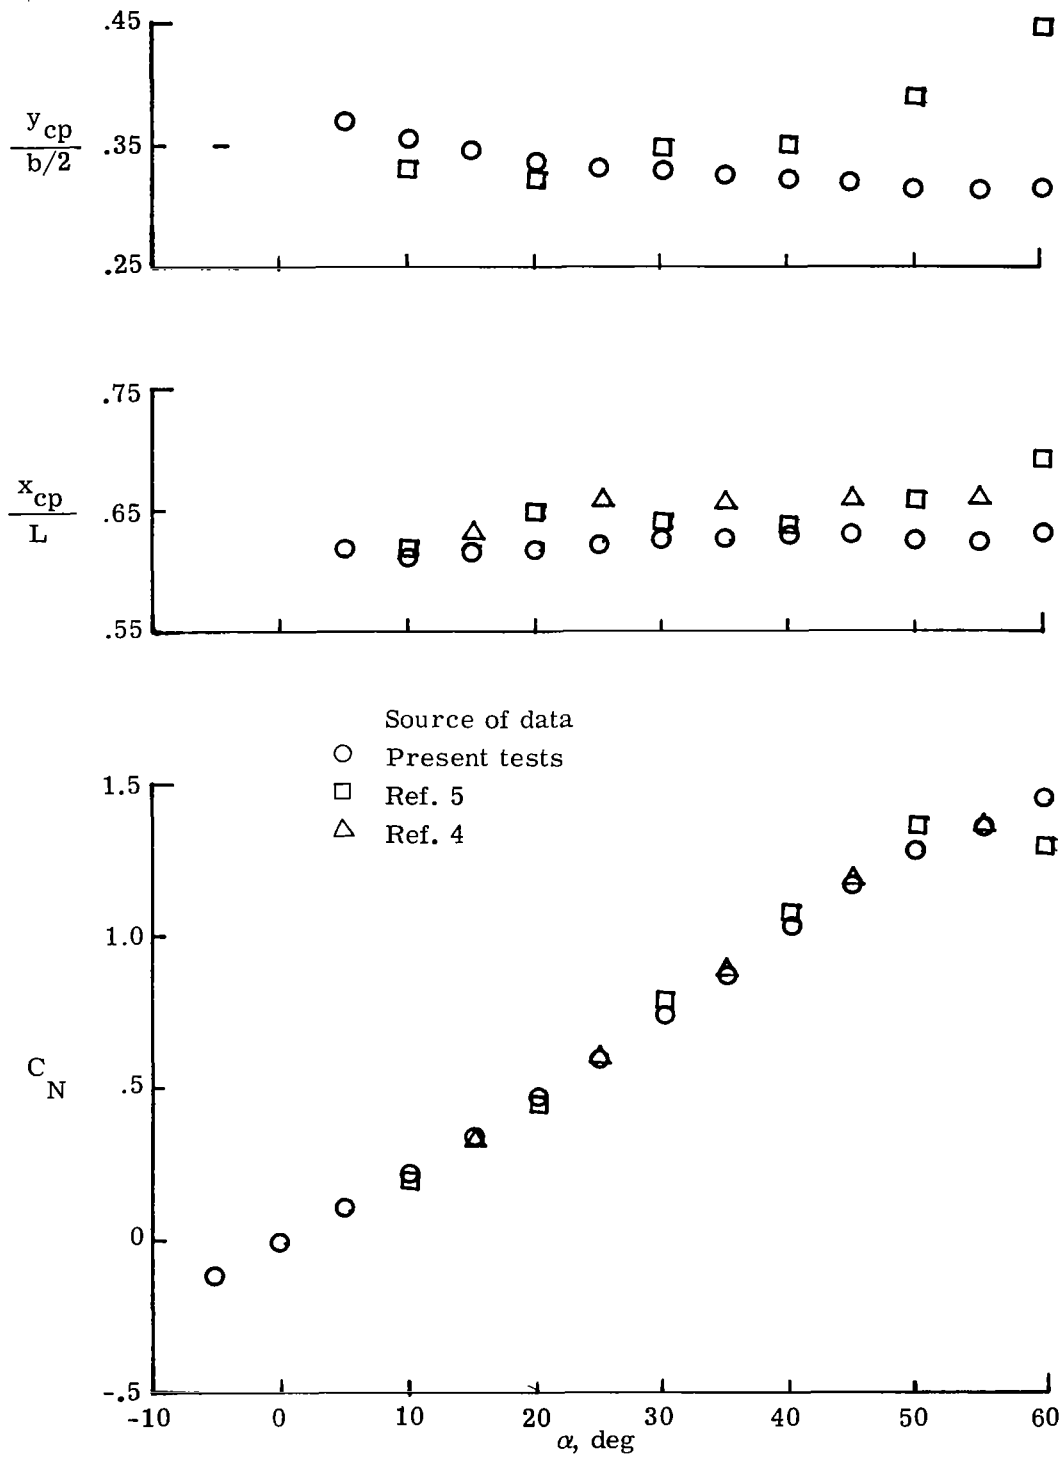 .45
y_cp
b/2
.35
.25
.75
x_cp
L
.65
.55
Source of data
Present tests
Ref. 5
Ref. 4
1.5
1.0
C_N
.5
0
-.5
-10 0 10 20 30 40 50 60
α, deg